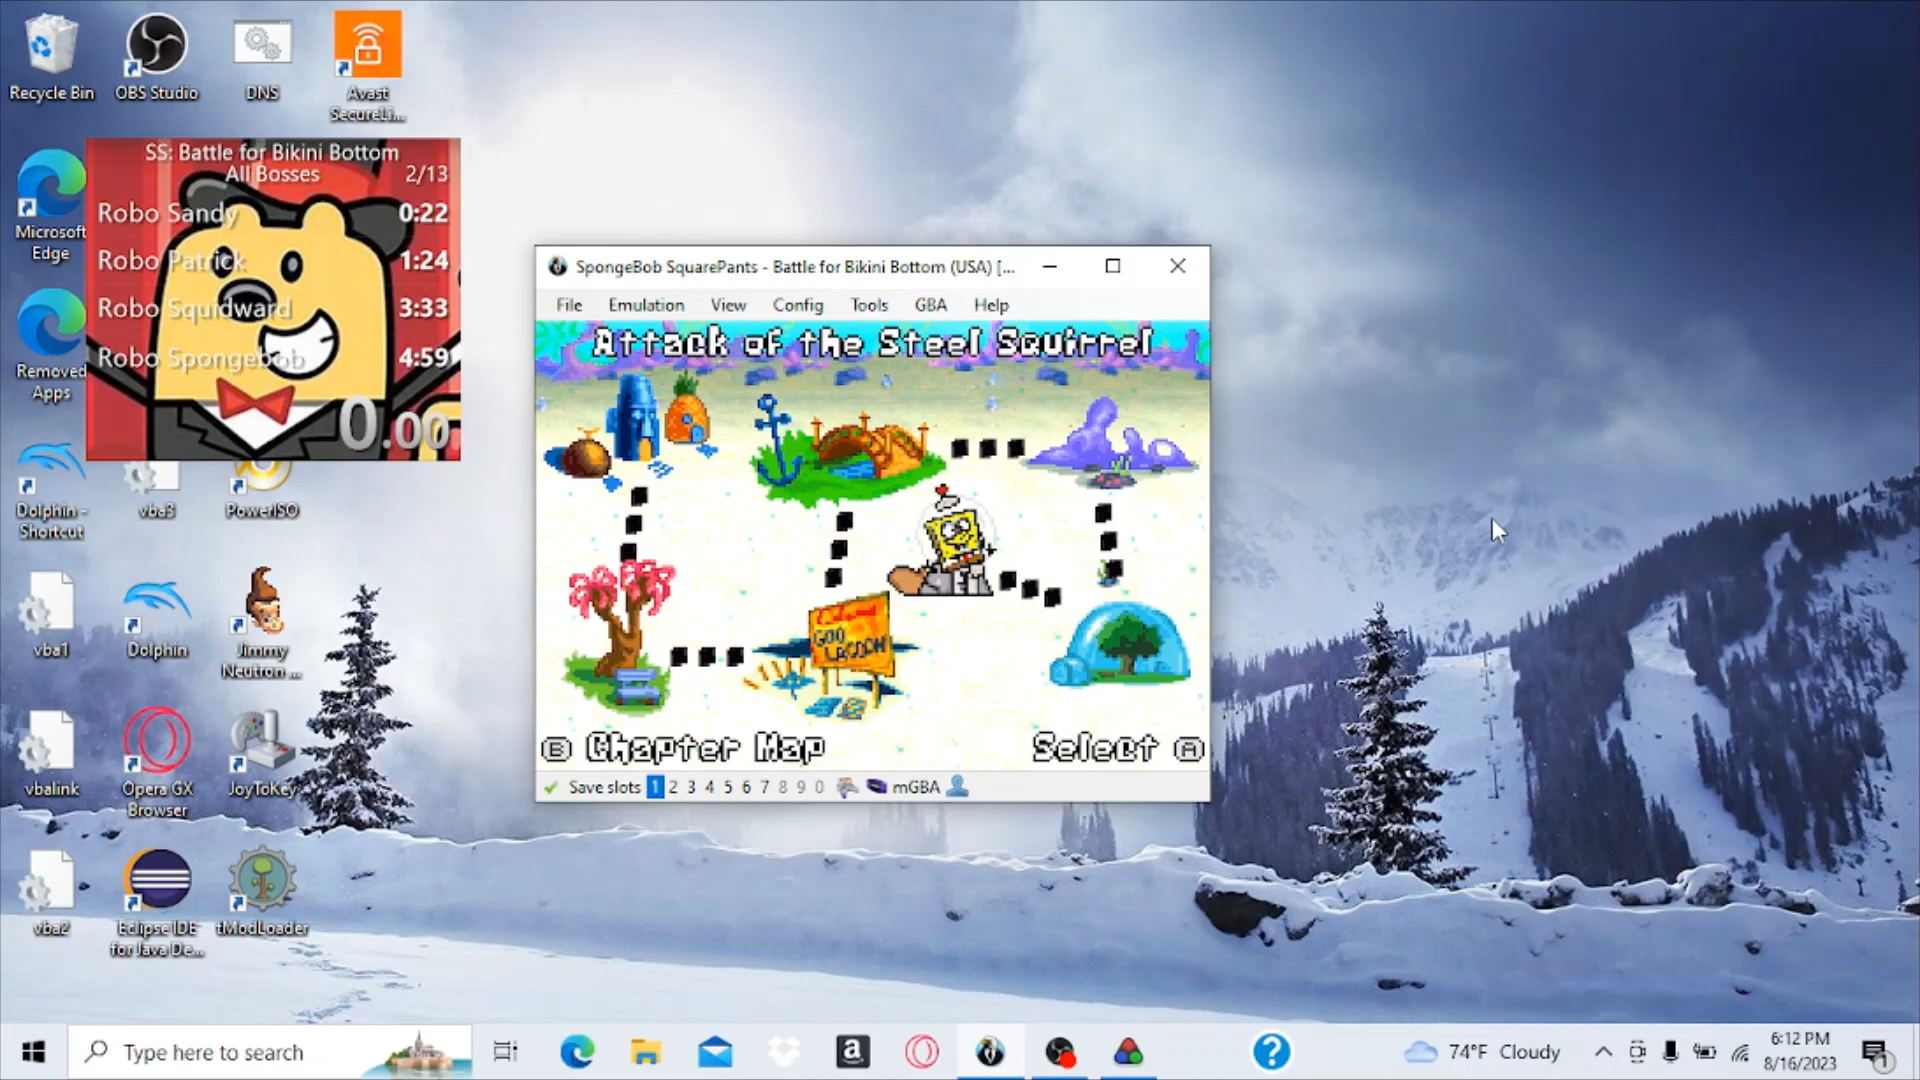 Recycle Bin
OBS Studio
DNS
Avast
SecureLi...
SS: Battle for Bikini Bottom
All Bosses
2/13
Robo Sandy
0:22
Robo Patrick
1:24
Robo Squidward
3:33
Robo Spongebob
4:59
0.00
Microsoft
Edge
Removed
Apps
Dolphin -
Shortcut
vba3
PowerISO
vba1
Dolphin
Jimmy
Neutron ...
vbalink
Opera GX
Browser
JoyToKey
vba2
Eclipse IDE
for Java De...
tModLoader
SpongeBob SquarePants - Battle for Bikini Bottom (USA) [...
File Emulation View Config Tools GBA Help
Attack of the Steel Squirrel
GOO
LAGOON
B Chapter Map
Select A
Save slots 1 2 3 4 5 6 7 8 9 0 mGBA
Type here to search
a
?
74°F Cloudy
6:12 PM
8/16/2023
1